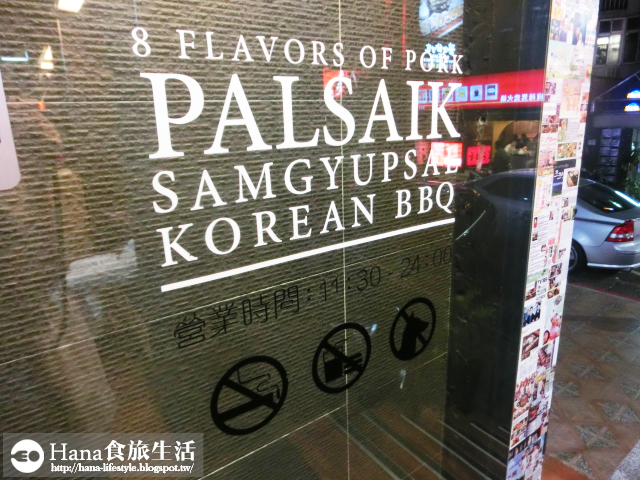 8 FLAVORS OF PORK
PALSAIK
SAMGYUPSAL
KOREAN BBQ
營業時間:11:30-24:00
Hana食旅生活
http://hana-lifestyle.blogspot.tw/